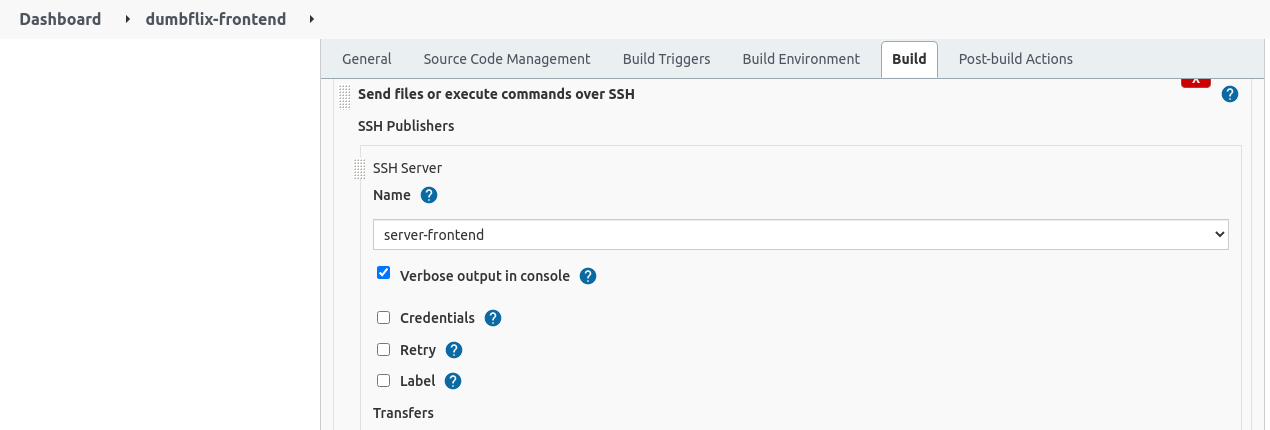 Dashboard dumbflix-frontend
General Source Code Management Build Triggers Build Environment Build Post-build Actions
X
Send files or execute commands over SSH ?
SSH Publishers
SSH Server
Name ?
server-frontend
Verbose output in console ?
Credentials ?
Retry ?
Label ?
Transfers